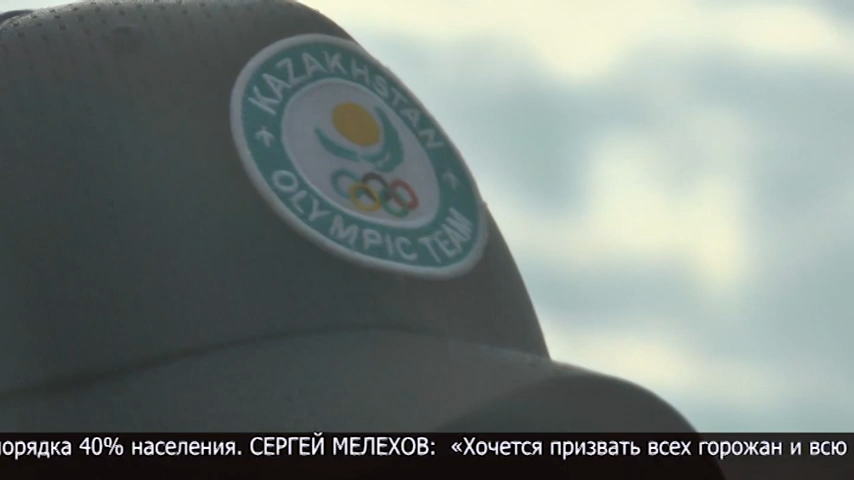 KAZAKHSTAN
OLYMPIC TEAM
порядка 40% населения. СЕРГЕЙ МЕЛЕХОВ: «Хочется призвать всех горожан и всю